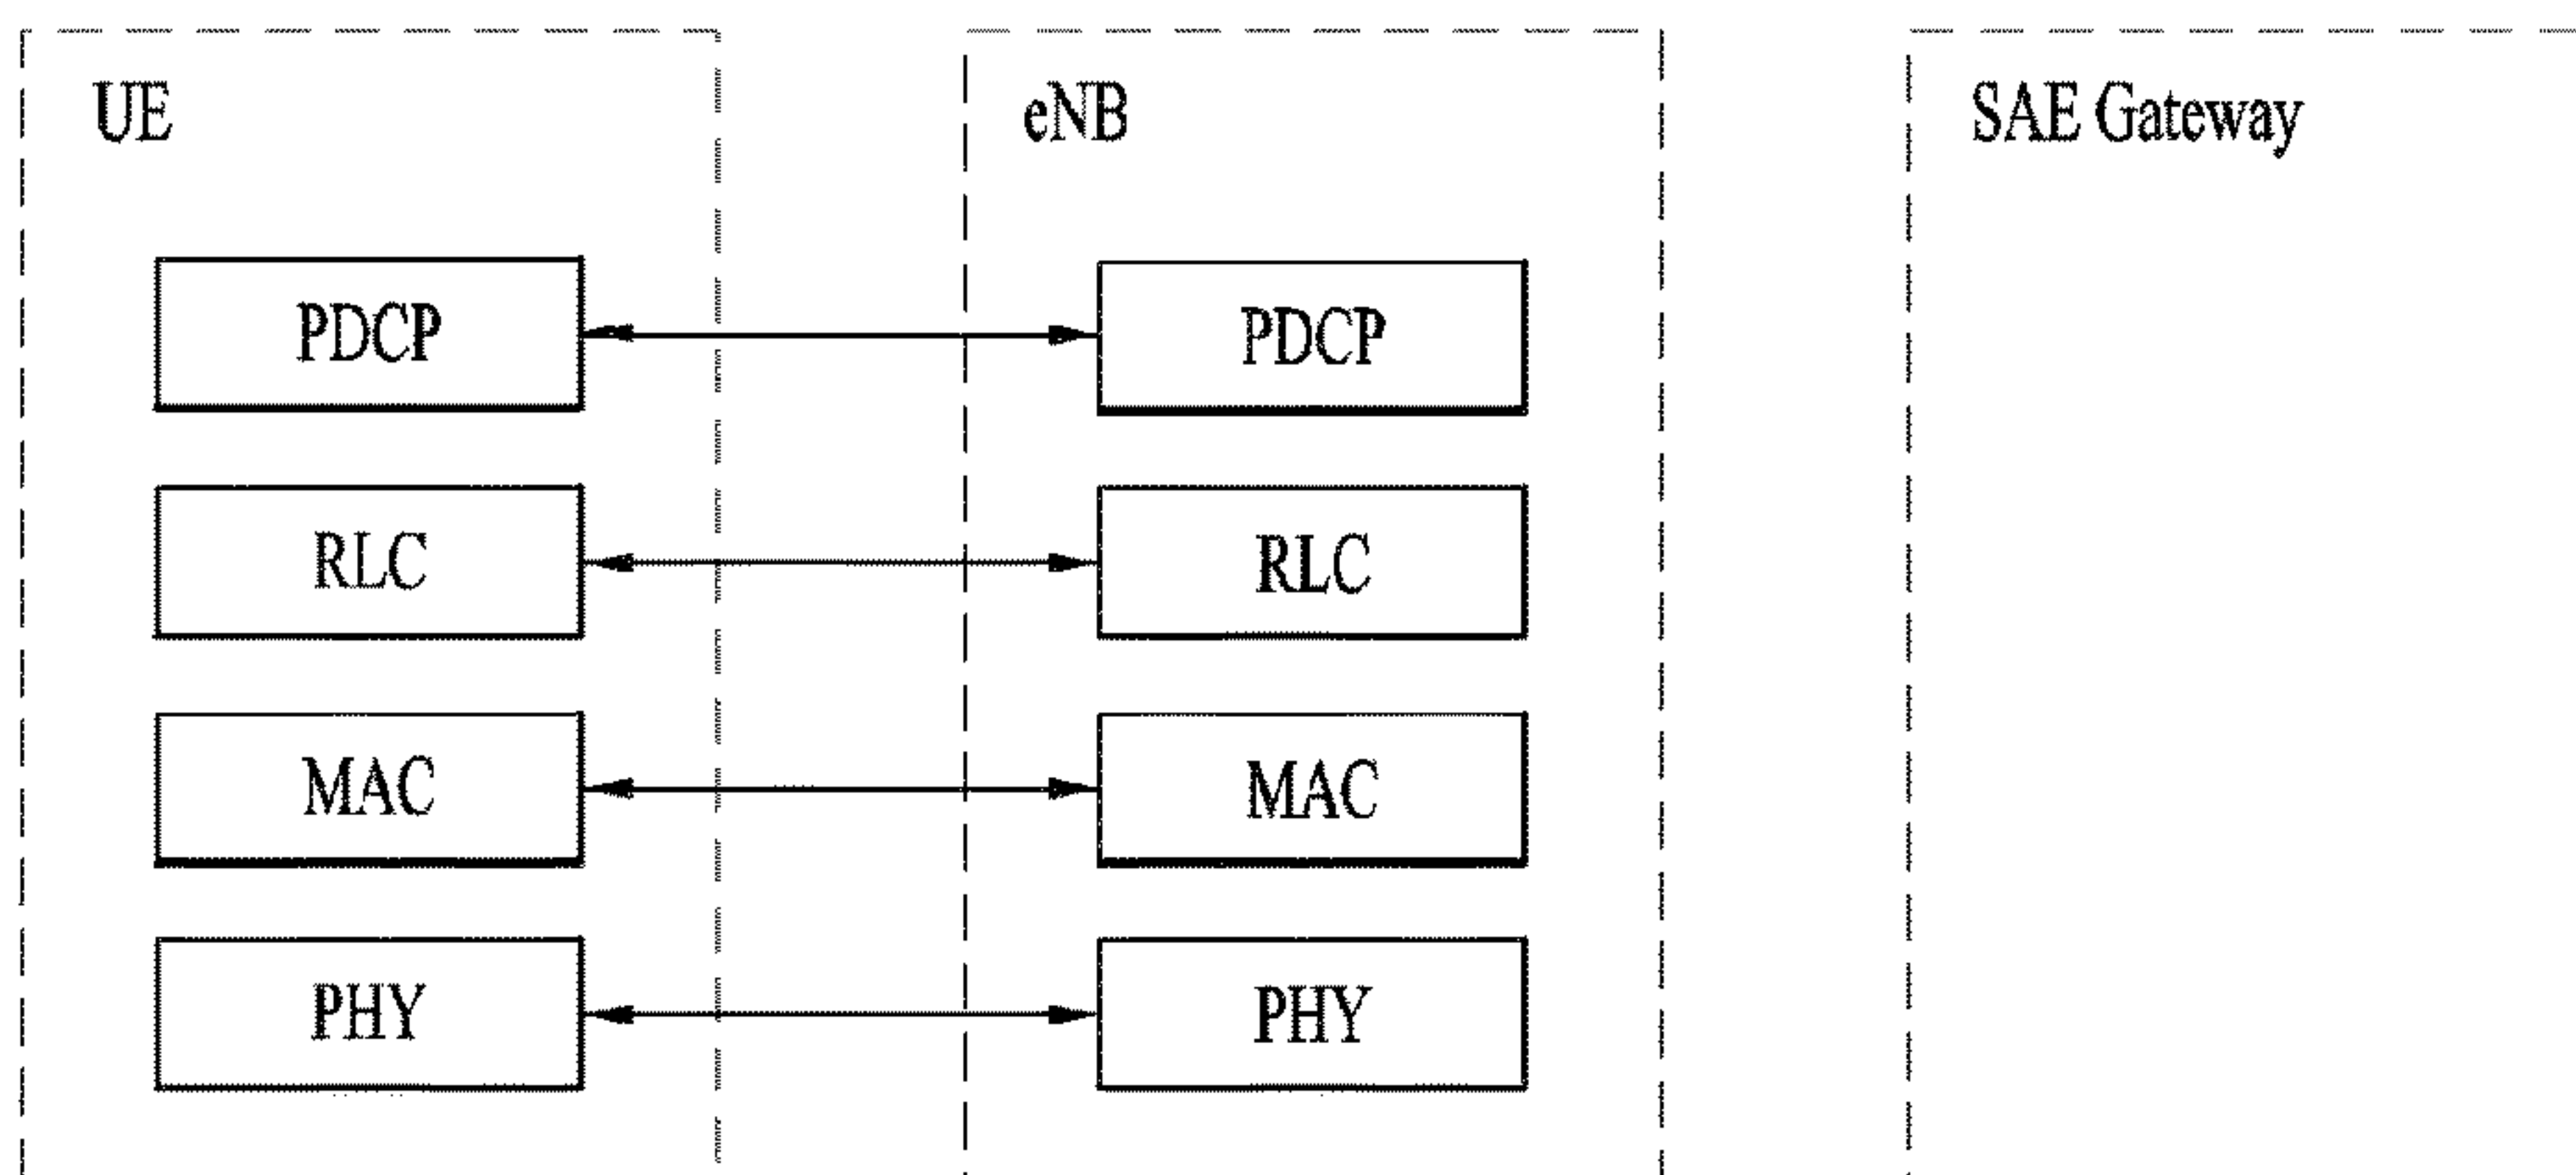 UE
eNB
SAE Gateway
PDCP
PDCP
RLC
RLC
MAC
MAC
PHY
PHY